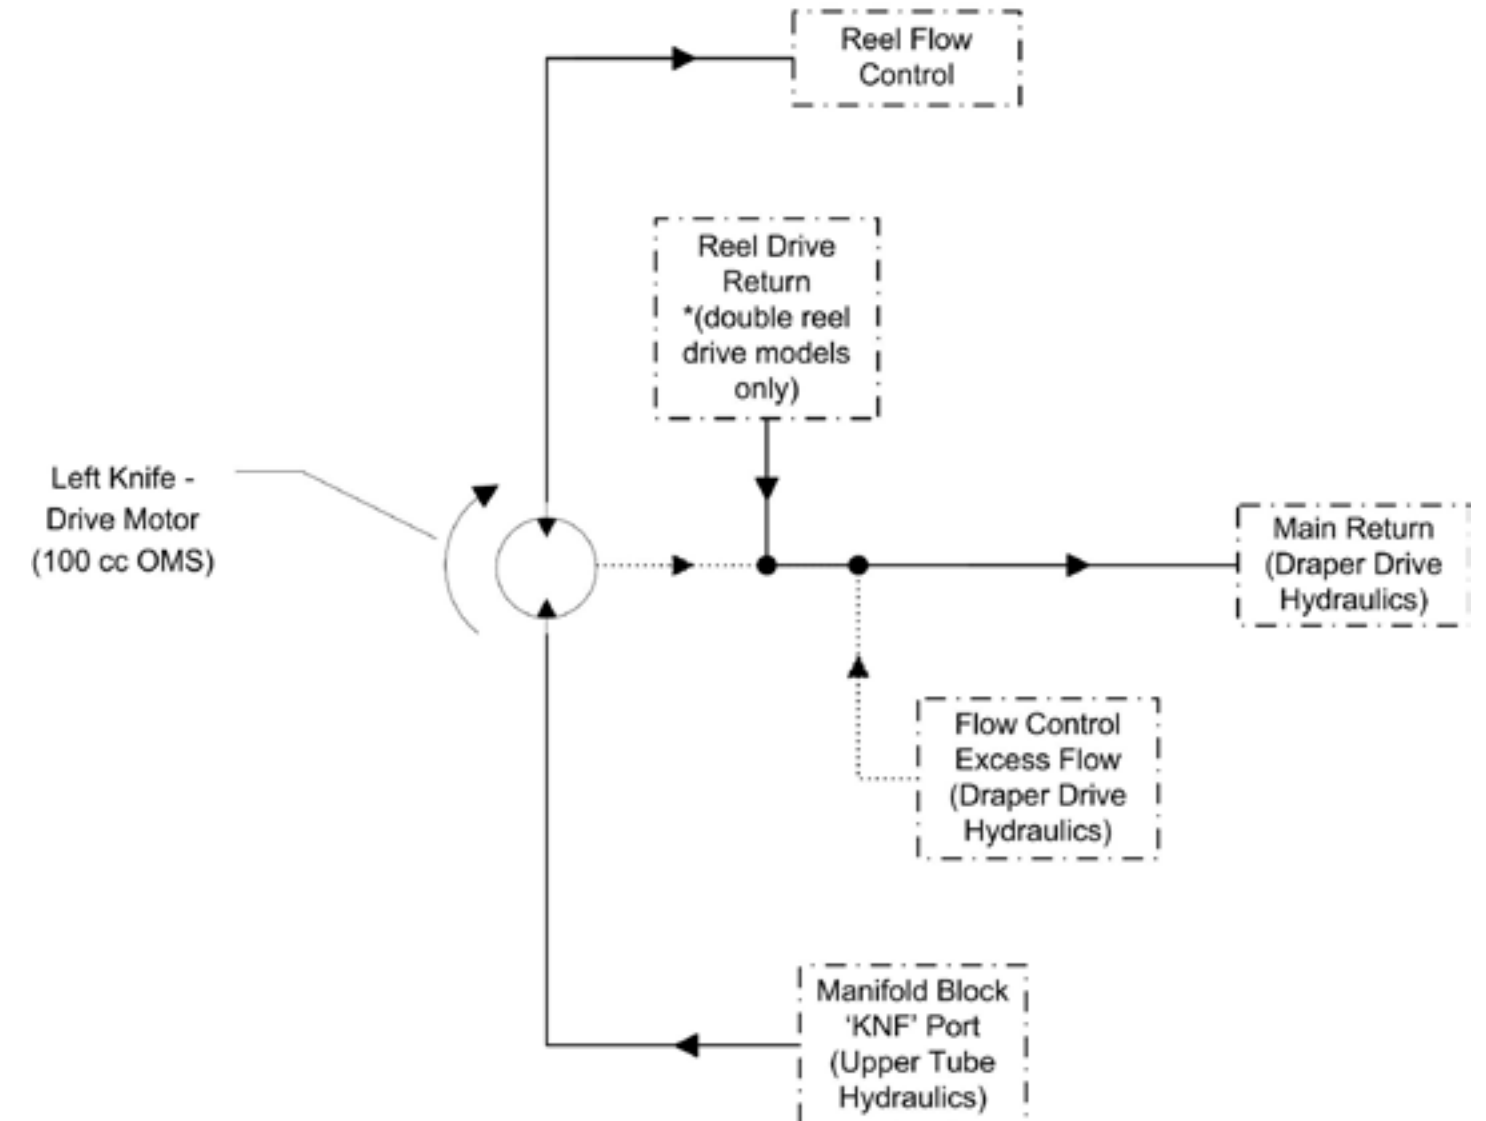 Reel Flow
Control
Reel Drive
Return
*(double reel
drive models
only)
Left Knife -
Drive Motor
(100 cc OMS)
Main Return
(Draper Drive
Hydraulics)
Flow Control
Excess Flow
(Draper Drive
Hydraulics)
Manifold Block
‘KNF’ Port
(Upper Tube
Hydraulics)